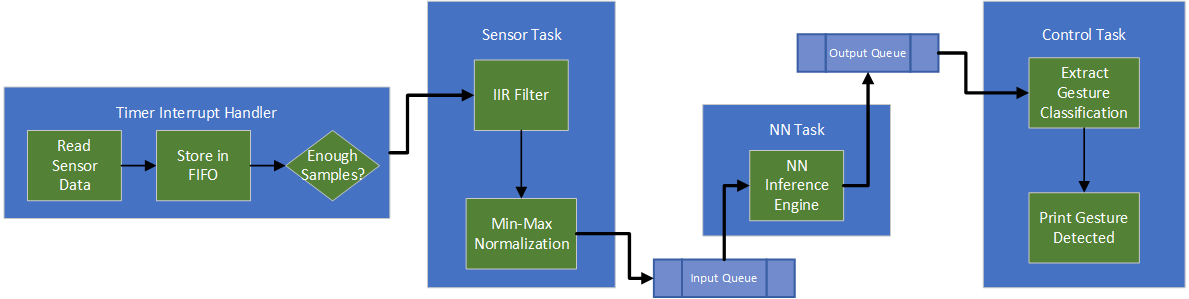 Timer Interrupt Handler
Read
Sensor
Data
Store in
FIFO
Enough
Samples?
Sensor Task
IIR Filter
Min-Max
Normalization
Input Queue
NN Task
NN
Inference
Engine
Output Queue
Control Task
Extract
Gesture
Classification
Print Gesture
Detected